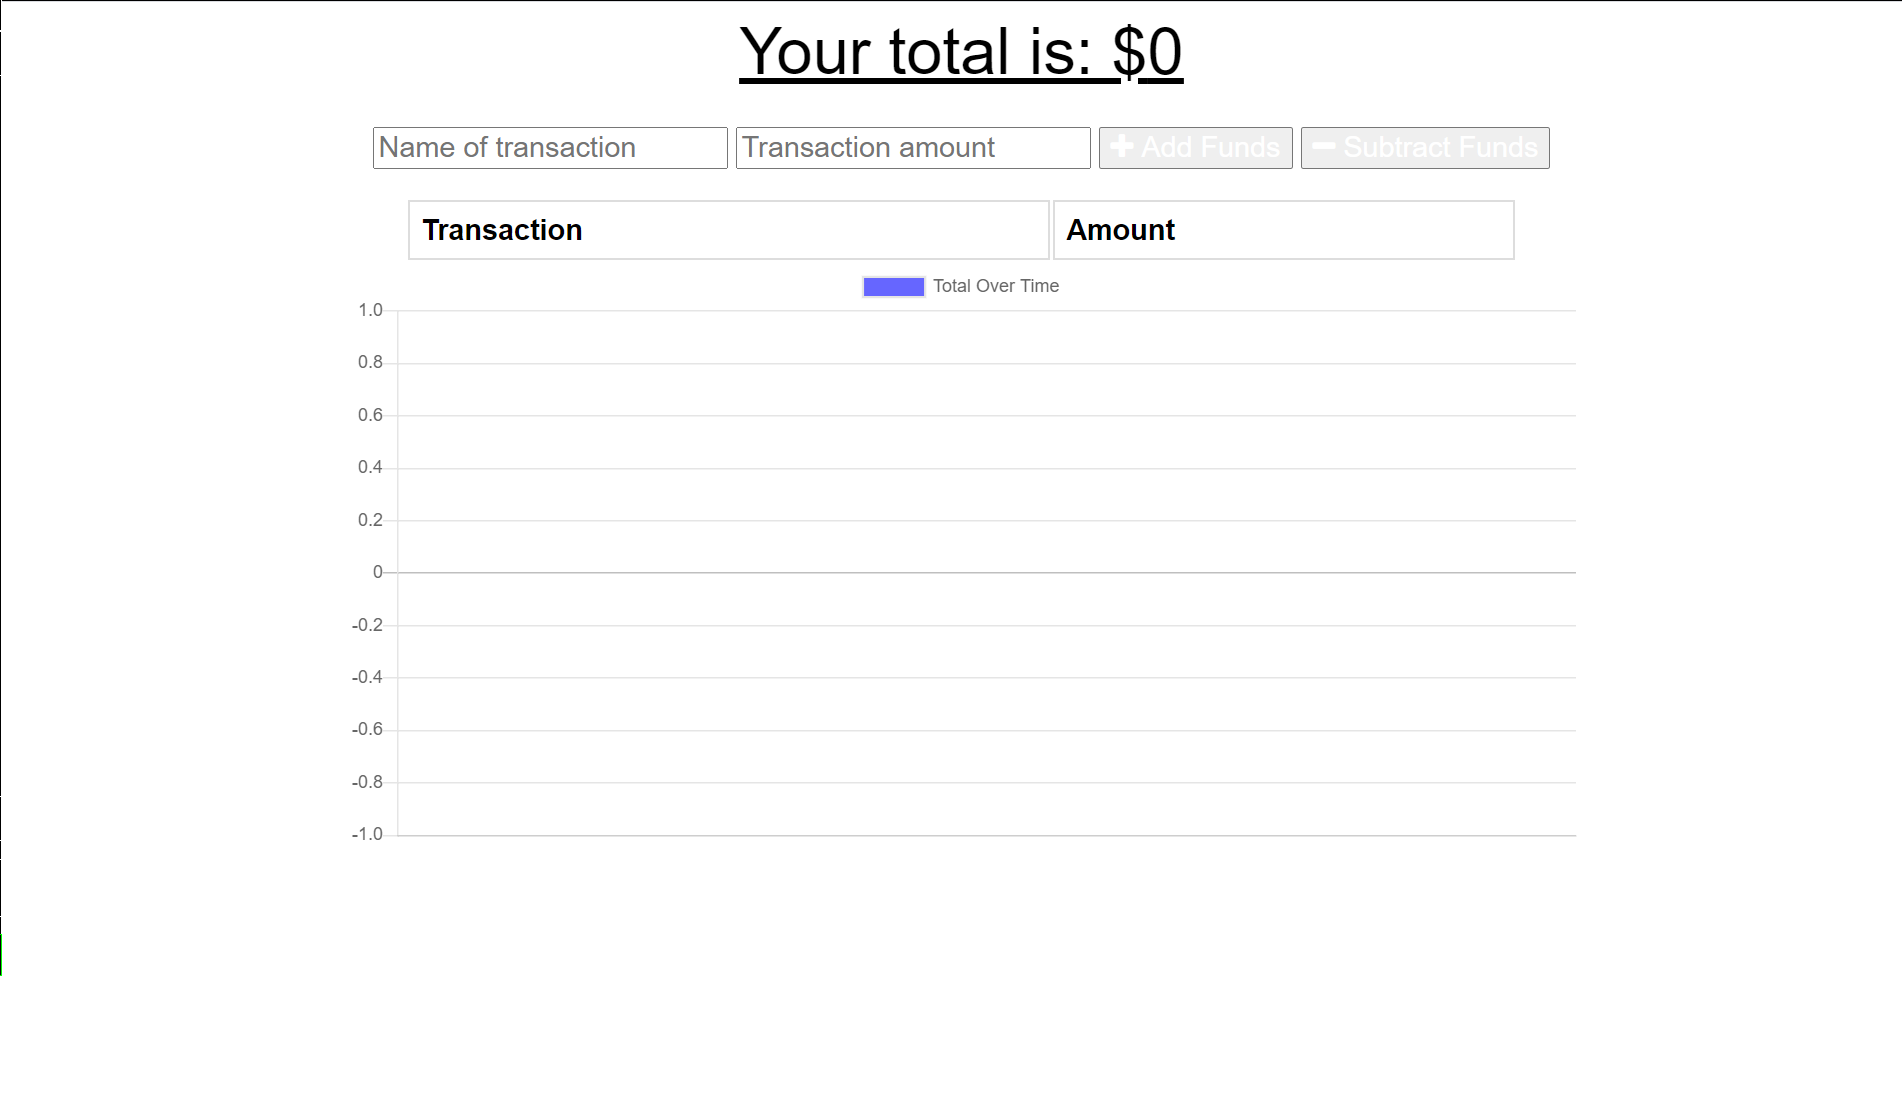 Your total is: $0
Name of transaction Transaction amount Add Funds Subtract Funds
Transaction Amount
Total Over Time
1.0
0.8
0.6
0.4
0.2
0
-0.2
-0.4
-0.6
-0.8
-1.0